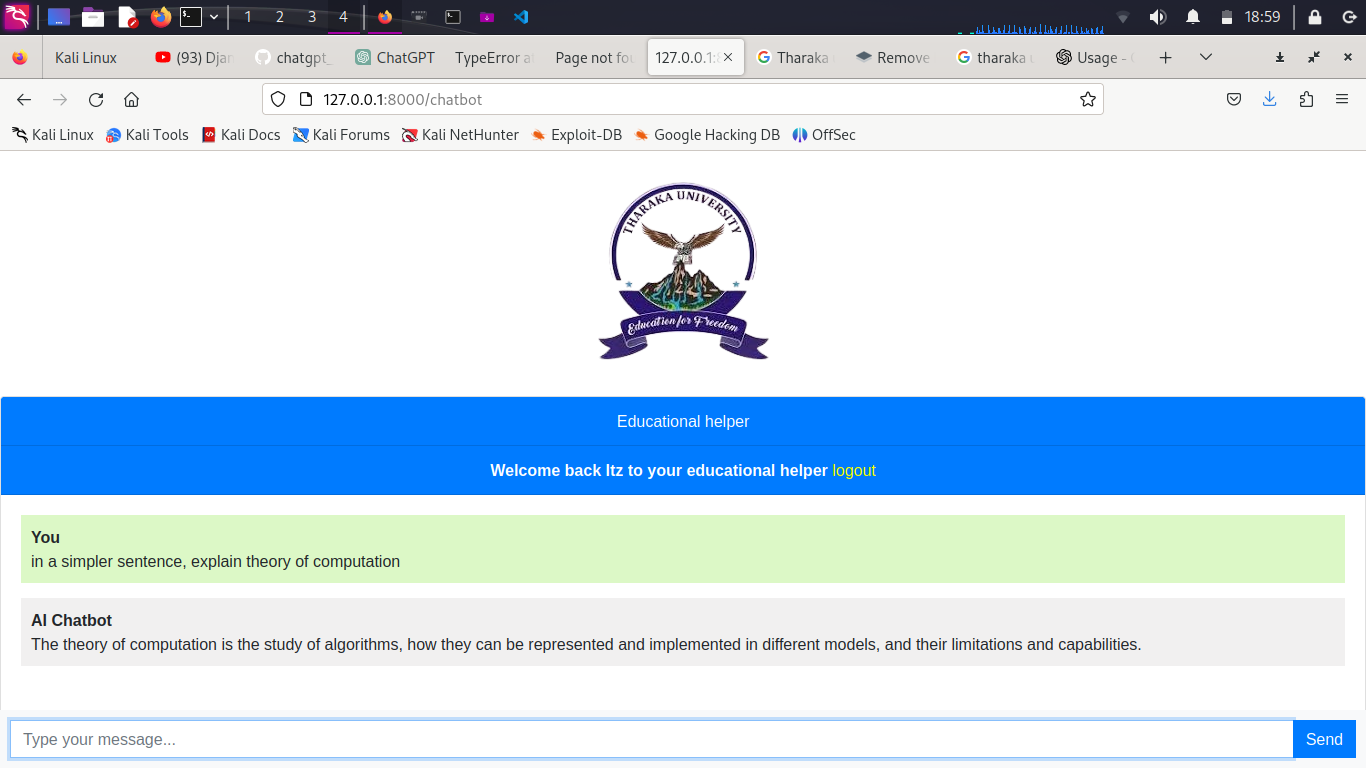 1 2 3 4 18:59
Kali Linux (93) Djan chatgpt_ ChatGPT TypeError at Page not fou 127.0.0.1:8 Tharaka Remove tharaka u Usage - 
127.0.0.1:8000/chatbot
Kali Linux Kali Tools Kali Docs Kali Forums Kali NetHunter Exploit-DB Google Hacking DB OffSec
THARAKA UNIVERSITY
Education for Freedom
Educational helper
Welcome back ltz to your educational helper logout
You
in a simpler sentence, explain theory of computation
AI Chatbot
The theory of computation is the study of algorithms, how they can be represented and implemented in different models, and their limitations and capabilities.
Type your message... Send